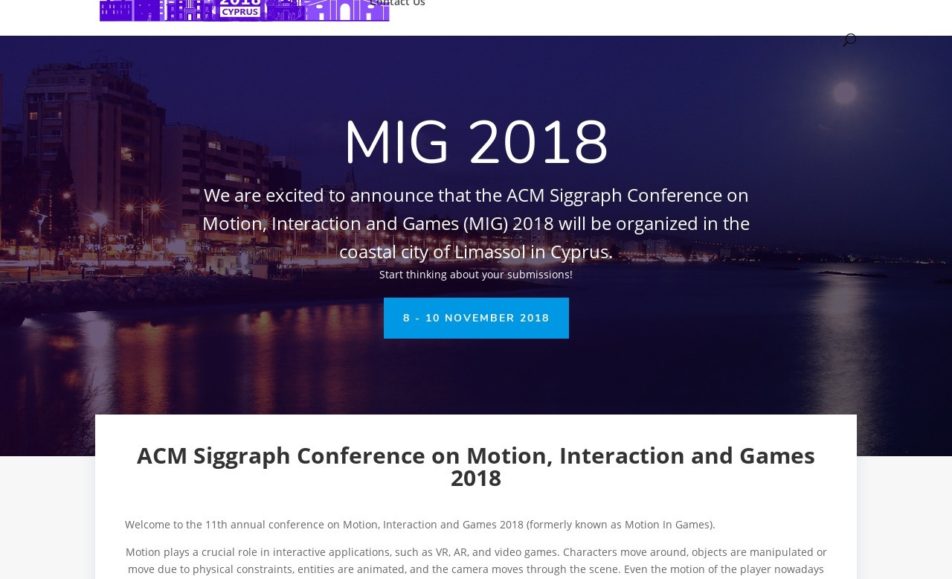 2018
CYPRUS
Contact Us
MIG 2018
We are excited to announce that the ACM Siggraph Conference on
Motion, Interaction and Games (MIG) 2018 will be organized in the
coastal city of Limassol in Cyprus.
Start thinking about your submissions!
8 - 10 NOVEMBER 2018
ACM Siggraph Conference on Motion, Interaction and Games
2018
Welcome to the 11th annual conference on Motion, Interaction and Games 2018 (formerly known as Motion In Games).
Motion plays a crucial role in interactive applications, such as VR, AR, and video games. Characters move around, objects are manipulated or
move due to physical constraints, entities are animated, and the camera moves through the scene. Even the motion of the player nowadays